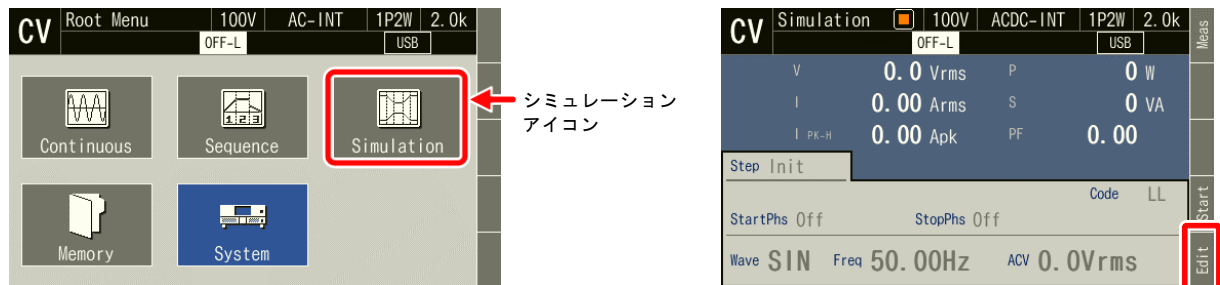 CV Root Menu 100V AC-INT 1P2W 2.0k
OFF-L USB
Continuous Sequence Simulation
Memory System
シミュレーション
アイコン
CV Simulation 100V ACDC-INT 1P2W 2.0k
OFF-L USB
Meas
V 0.0 Vrms P 0 W
I 0.00 Arms S 0 VA
I PK-H 0.00 Apk PF 0.00
Step Init
Code LL
StartPhs Off StopPhs Off
Start
Wave SIN Freq 50.00Hz ACV 0.0Vrms
Edit